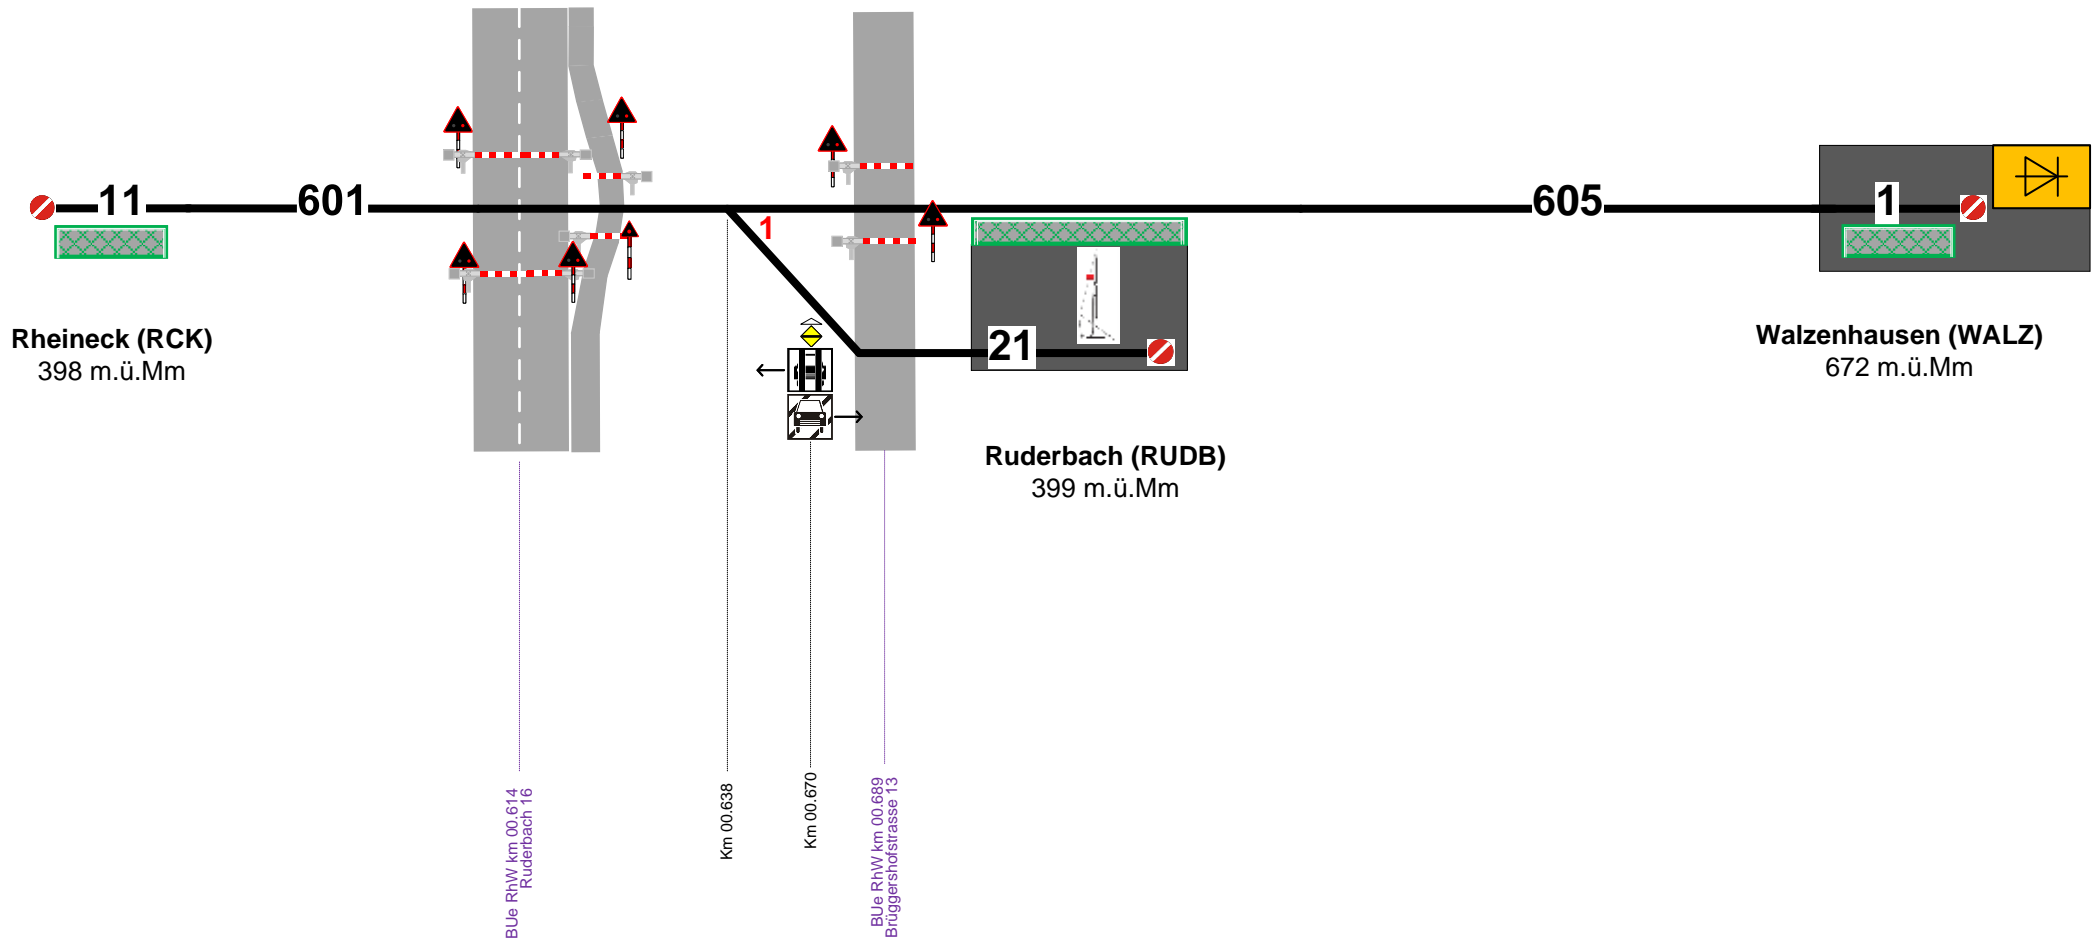 11
601
1
605
1
21
Rheineck (RCK)
398 m.ü.Mm
Ruderbach (RUDB)
399 m.ü.Mm
Walzenhausen (WALZ)
672 m.ü.Mm
BUe RhW km 00.614
Ruderbach 16
Km 00.638
Km 00.670
BUe RhW km 00.689
Brüggershofstrasse 13